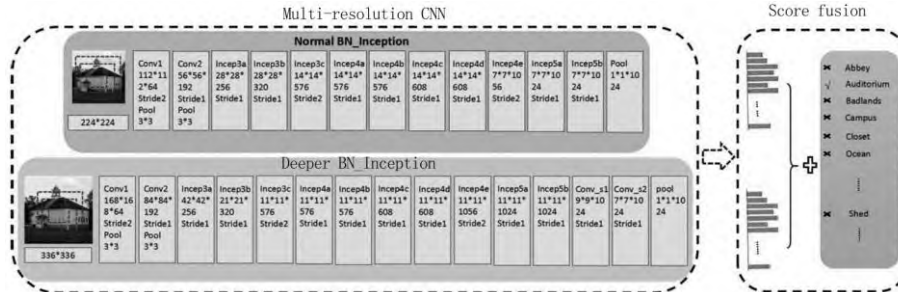 Multi-resolution CNN
Score fusion
Normal BN_Inception
224*224
Conv1
112*11
2*64
Stride2
Pool
3*3
Conv2
56*56*
192
Stride1
Pool
3*3
Incep3a
28*28*
256
Stride1
Incep3b
28*28*
320
Stride1
Incep3c
14*14*
576
Stride2
Incep4a
14*14*
576
Stride1
Incep4b
14*14*
576
Stride1
Incep4c
14*14*
608
Stride1
Incep4d
14*14*
608
Stride1
Incep4e
7*7*10
56
Stride2
Incep5a
7*7*10
24
Stride1
Incep5b
7*7*10
24
Stride1
Pool
1*1*10
24
Deeper BN_Inception
336*336
Conv1
168*16
8*64
Stride2
Pool
3*3
Conv2
84*84*
192
Stride1
Pool
3*3
Incep3a
42*42*
256
Stride1
Incep3b
21*21*
320
Stride1
Incep3c
11*11*
576
Stride2
Incep4a
11*11*
576
Stride1
Incep4b
11*11*
576
Stride1
Incep4c
11*11*
608
Stride1
Incep4d
11*11*
608
Stride1
Incep4e
11*11*
1056
Stride2
Incep5a
11*11*
1024
Stride1
Incep5b
11*11*
1024
Stride1
Conv_s1
9*9*10
24
Stride1
Conv_s2
7*7*10
24
Stride1
pool
1*1*10
24
Abbey
Auditorium
Badlands
Campus
Closet
Ocean
Shed